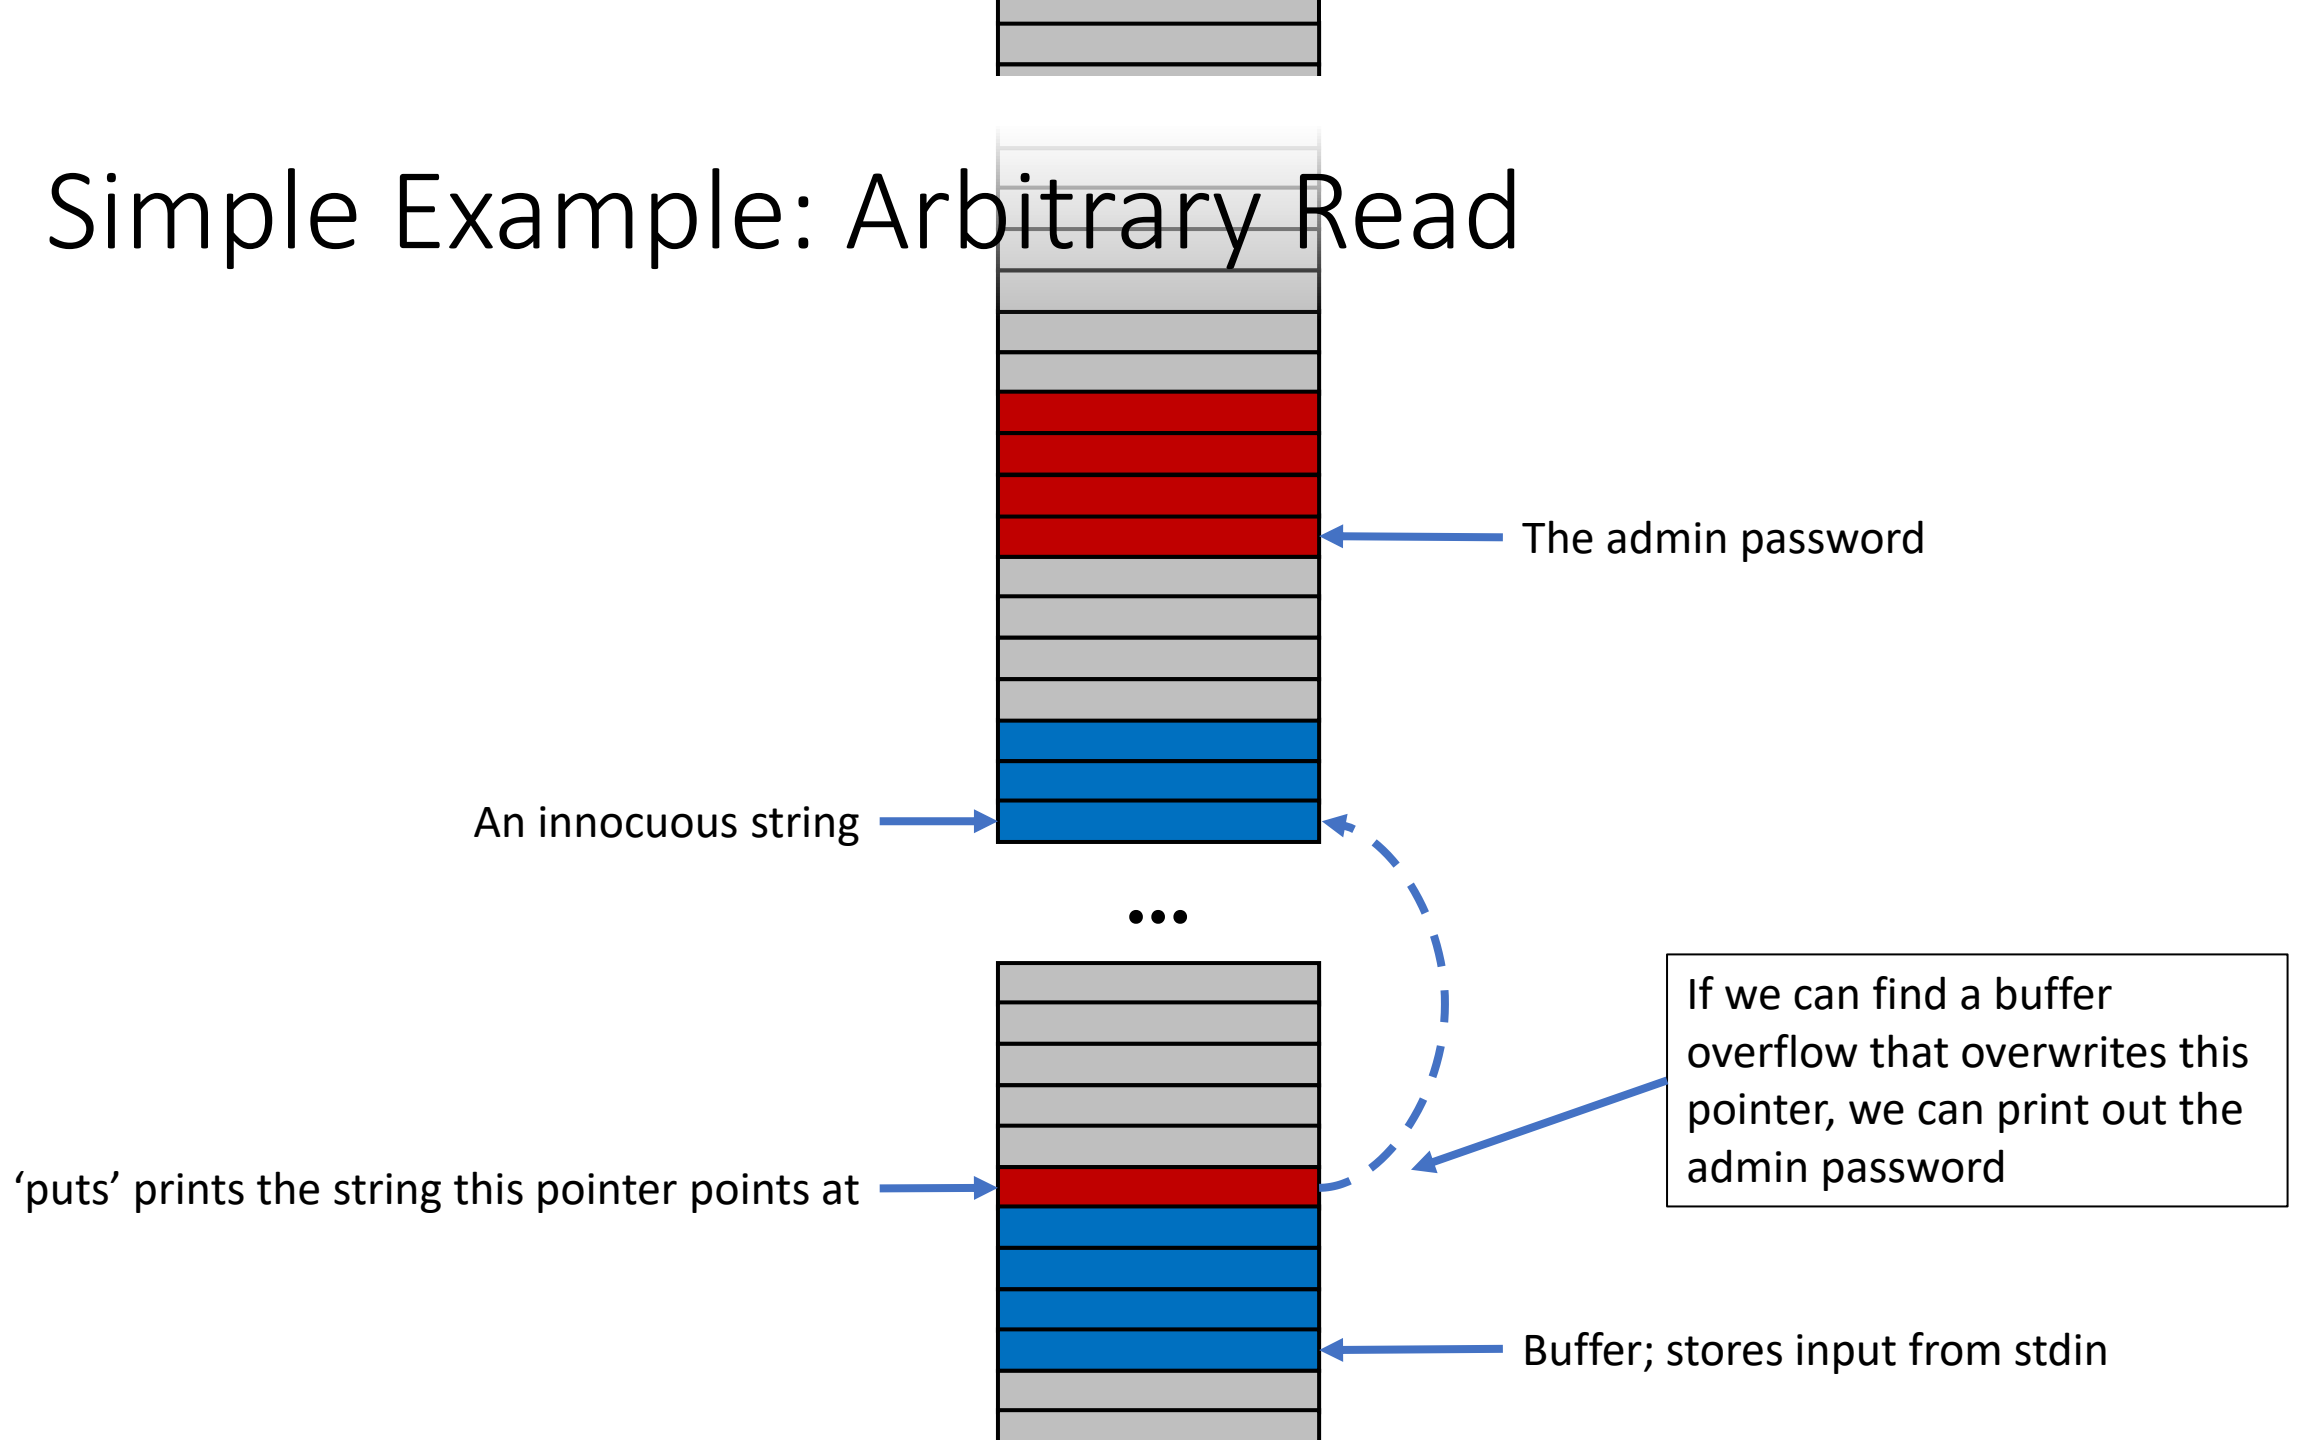 Simple Example: Arbitrary Read
The admin password
An innocuous string
...
If we can find a buffer
overflow that overwrites this
pointer, we can print out the
admin password
‘puts’ prints the string this pointer points at
Buffer; stores input from stdin